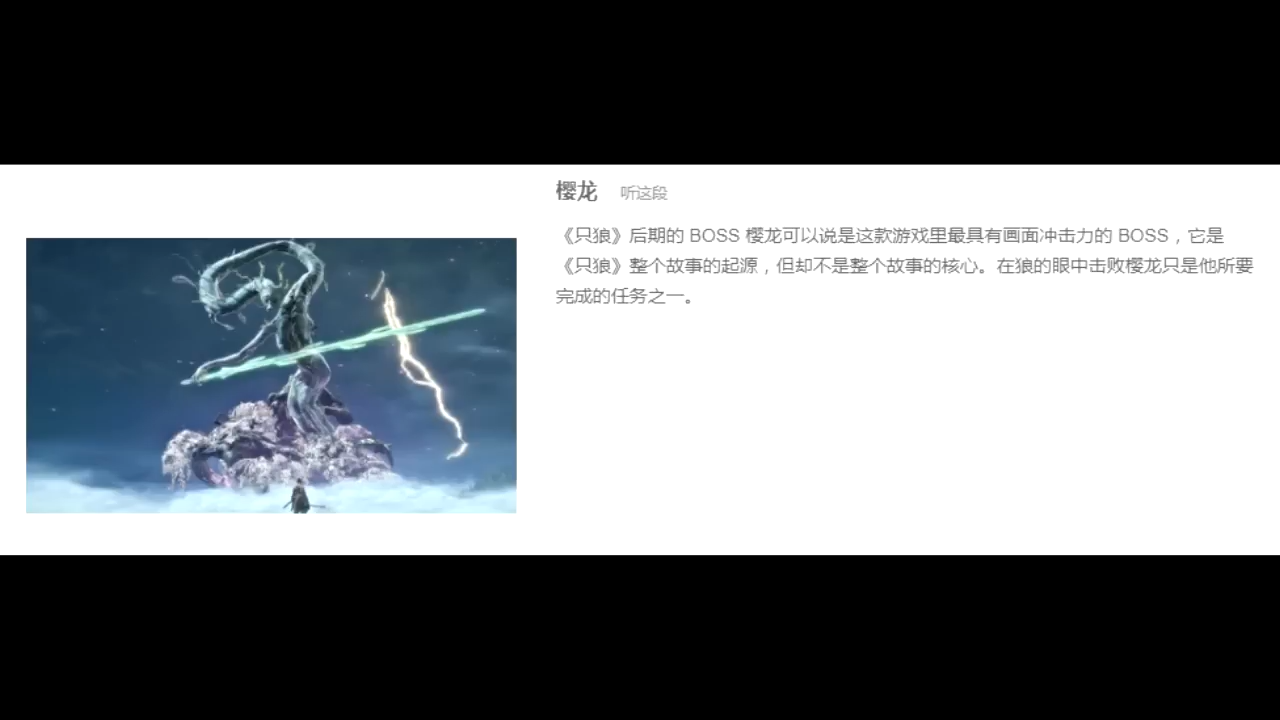 樱龙 听这段
《只狼》后期的 BOSS 樱龙可以说是这款游戏里最具有画面冲击力的 BOSS，它是
《只狼》整个故事的起源，但却不是整个故事的核心。在狼的眼中击败樱龙只是他所要
完成的任务之一。